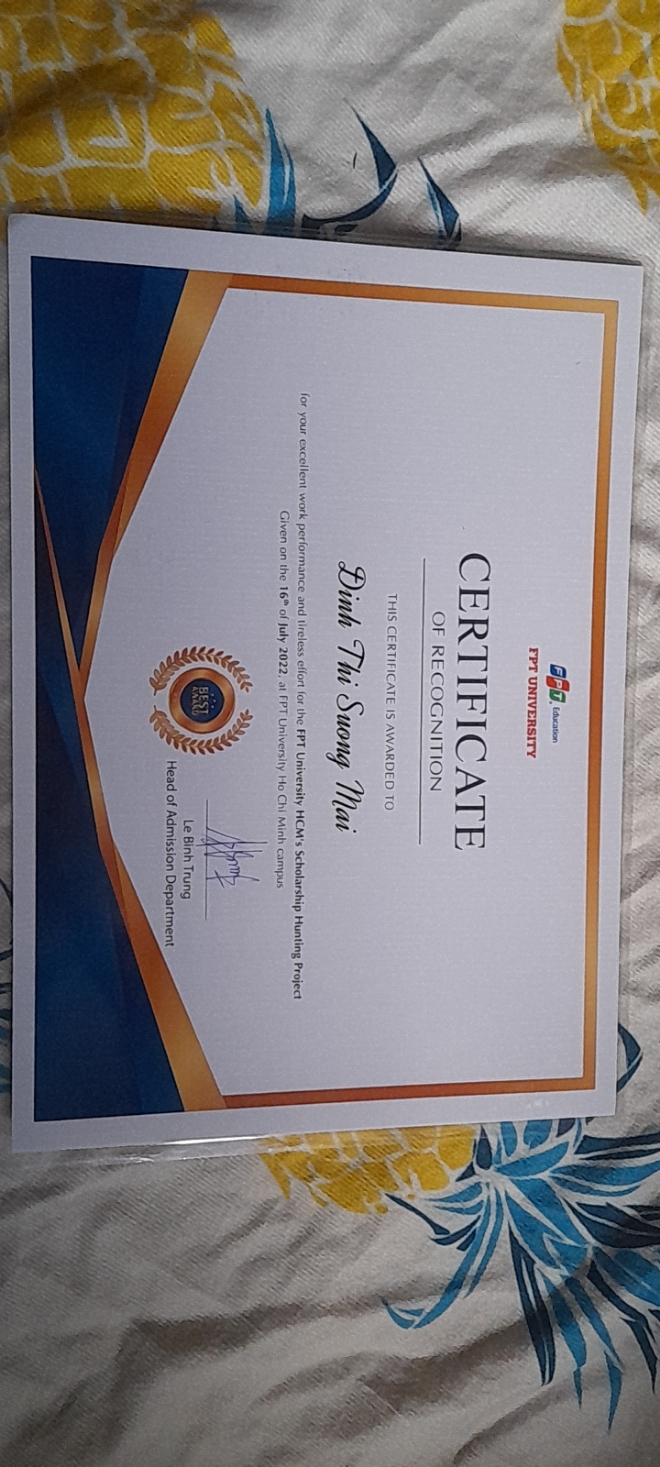 FPT Education
FPT UNIVERSITY
CERTIFICATE
OF RECOGNITION
THIS CERTIFICATE IS AWARDED TO
Dinh Thi Suong Mai
for your excellent work performance and tireless effort for the FPT University HCM's Scholarship Hunting Project
Given on the 16th of July 2022, at FPT University Ho Chi Minh campus
BEST
AWARD
Le Binh Trung
Head of Admission Department